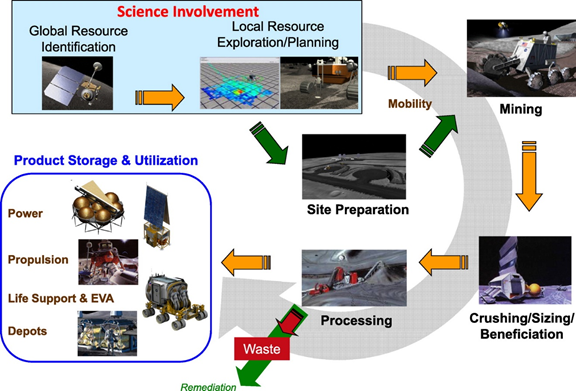 Science Involvement
Global Resource
Identification
Local Resource
Exploration/Planning
Mobility
Mining
Product Storage & Utilization
Site Preparation
Power
Propulsion
Life Support & EVA
Depots
Processing
Crushing/Sizing/
Beneficiation
Waste
Remediation